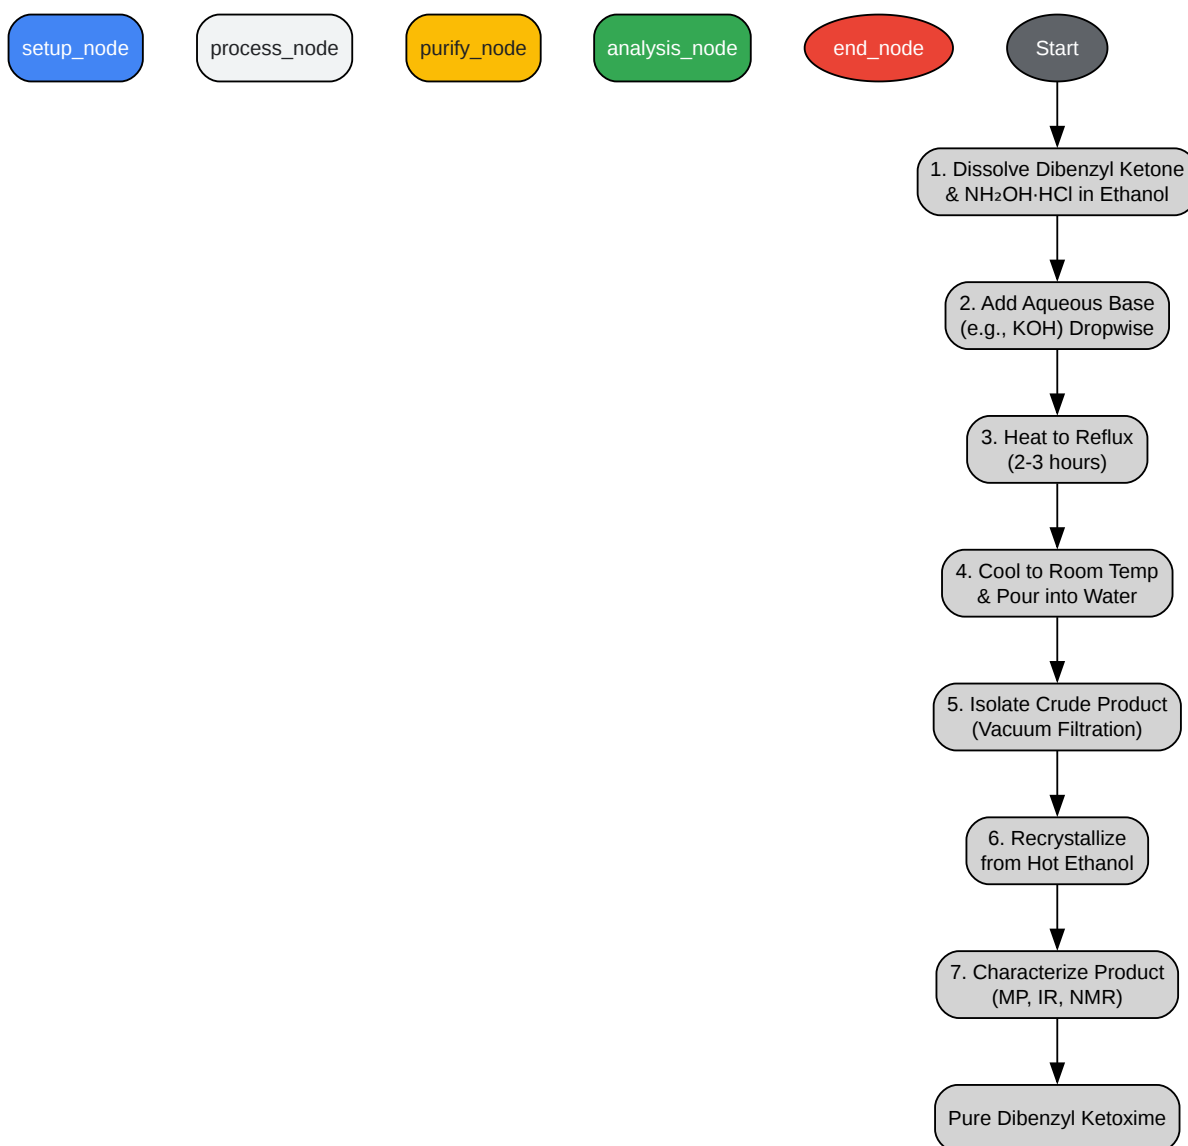 setup_node
process_node
purify_node
analysis_node
end_node
Start
1. Dissolve Dibenzyl Ketone
& NH₂OH·HCl in Ethanol
2. Add Aqueous Base
(e.g., KOH) Dropwise
3. Heat to Reflux
(2-3 hours)
4. Cool to Room Temp
& Pour into Water
5. Isolate Crude Product
(Vacuum Filtration)
6. Recrystallize
from Hot Ethanol
7. Characterize Product
(MP, IR, NMR)
Pure Dibenzyl Ketoxime